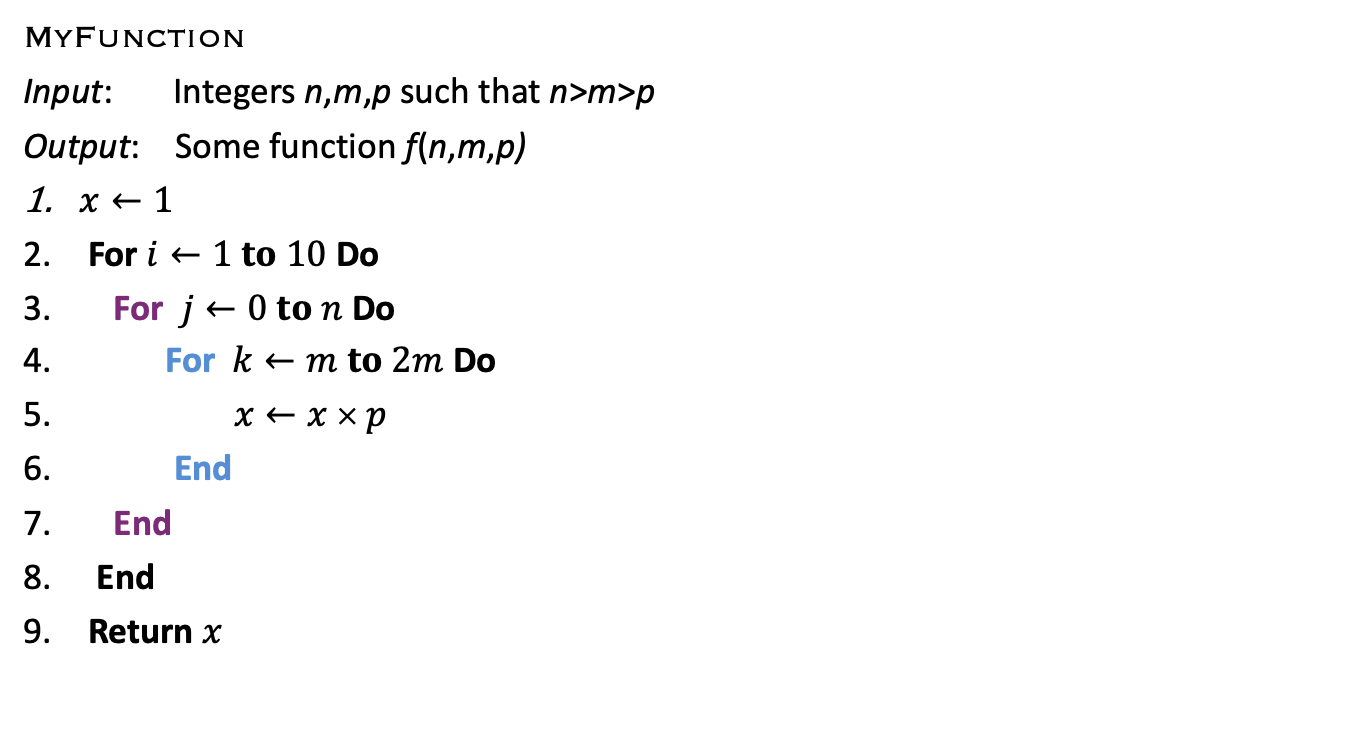 MYFUNCTION
Input: Integers n,m,p such that n>m>p
Output: Some function f(n,m,p)
1. x ← 1
2. For i ← 1 to 10 Do
3. For j ← 0 to n Do
4. For k ← m to 2m Do
5. x ← x × p
6. End
7. End
8. End
9. Return x